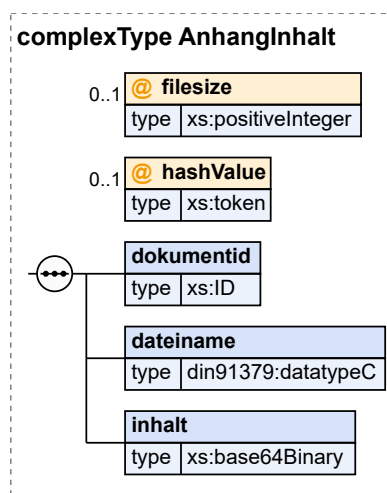 complexType AnhangInhalt
0..1 @ filesize
type xs:positiveInteger
0..1 @ hashValue
type xs:token
dokumentid
type xs:ID
dateiname
type din91379:datatypeC
inhalt
type xs:base64Binary